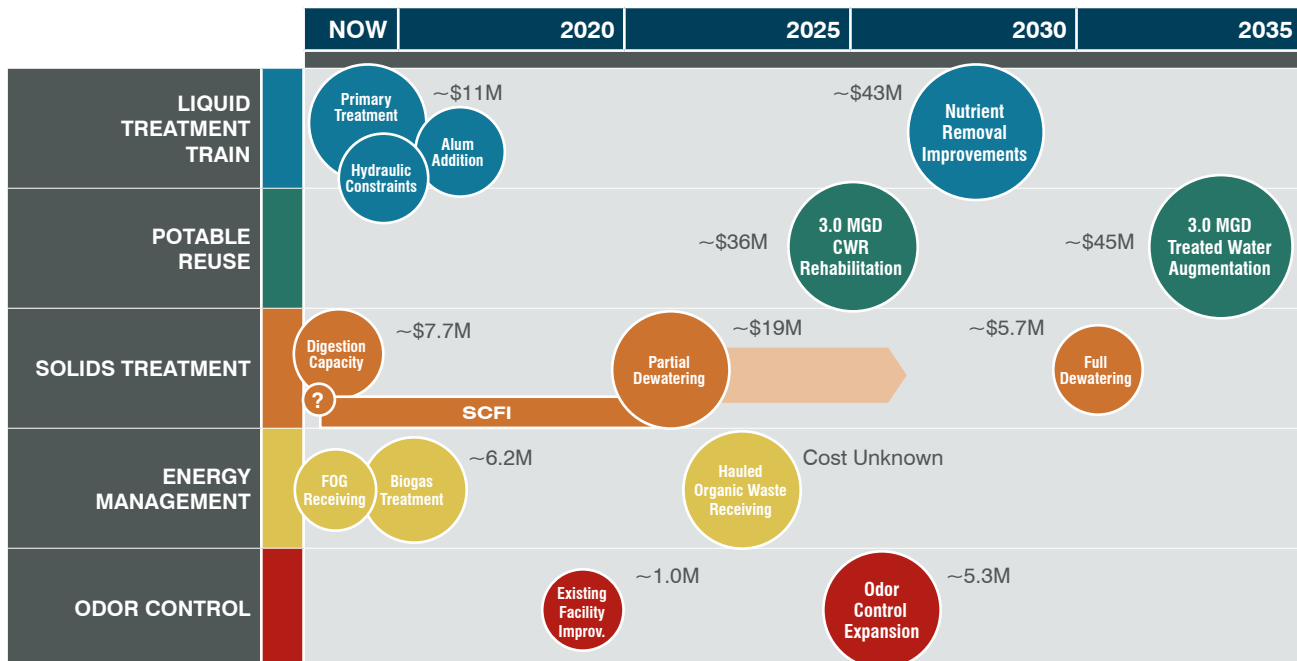 NOW
2020
2025
2030
2035
LIQUID
TREATMENT
TRAIN
Primary
Treatment
~$11M
Hydraulic
Constraints
Alum
Addition
~$43M
Nutrient
Removal
Improvements
POTABLE
REUSE
~$36M
3.0 MGD
CWR
Rehabilitation
~$45M
3.0 MGD
Treated Water
Augmentation
SOLIDS TREATMENT
Digestion
Capacity
~$7.7M
?
SCFI
Partial
Dewatering
~$19M
~$5.7M
Full
Dewatering
ENERGY
MANAGEMENT
FOG
Receiving
Biogas
Treatment
~6.2M
Hauled
Organic Waste
Receiving
Cost Unknown
ODOR CONTROL
Existing
Facility
Improv.
~1.0M
Odor
Control
Expansion
~5.3M